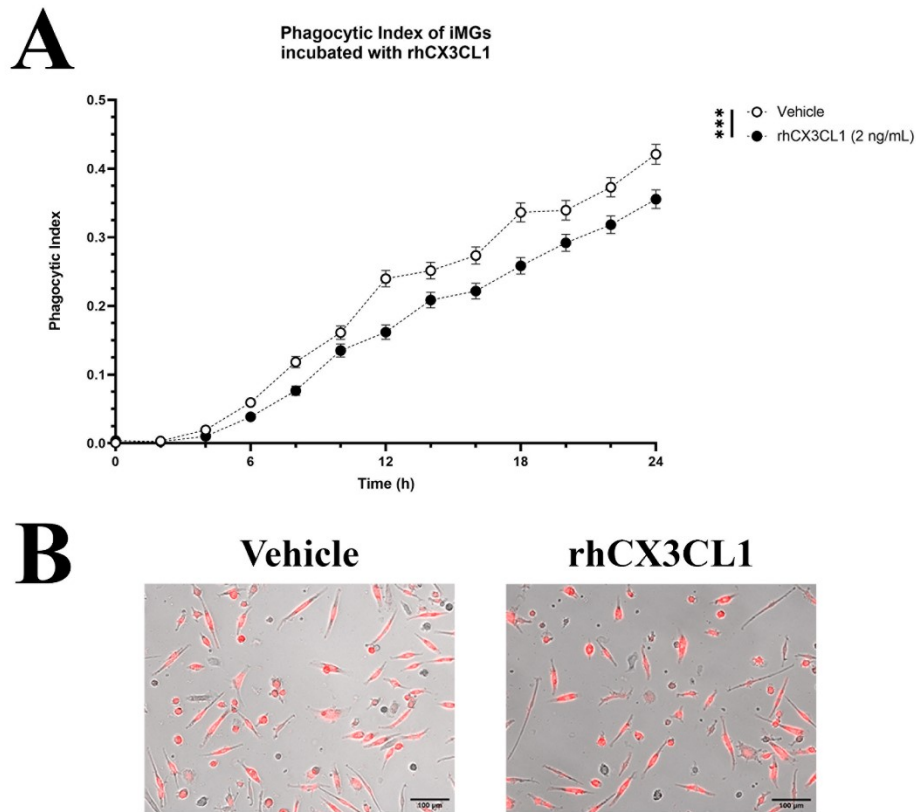 A
Phagocytic Index of iMGs
incubated with rhCX3CL1
0.5
0.4
0.3
0.2
0.1
0.0
Phagocytic Index
0 6 12 18 24
Time (h)
*** Vehicle
rhCX3CL1 (2 ng/mL)
B
Vehicle rhCX3CL1
100 µm 100 µm